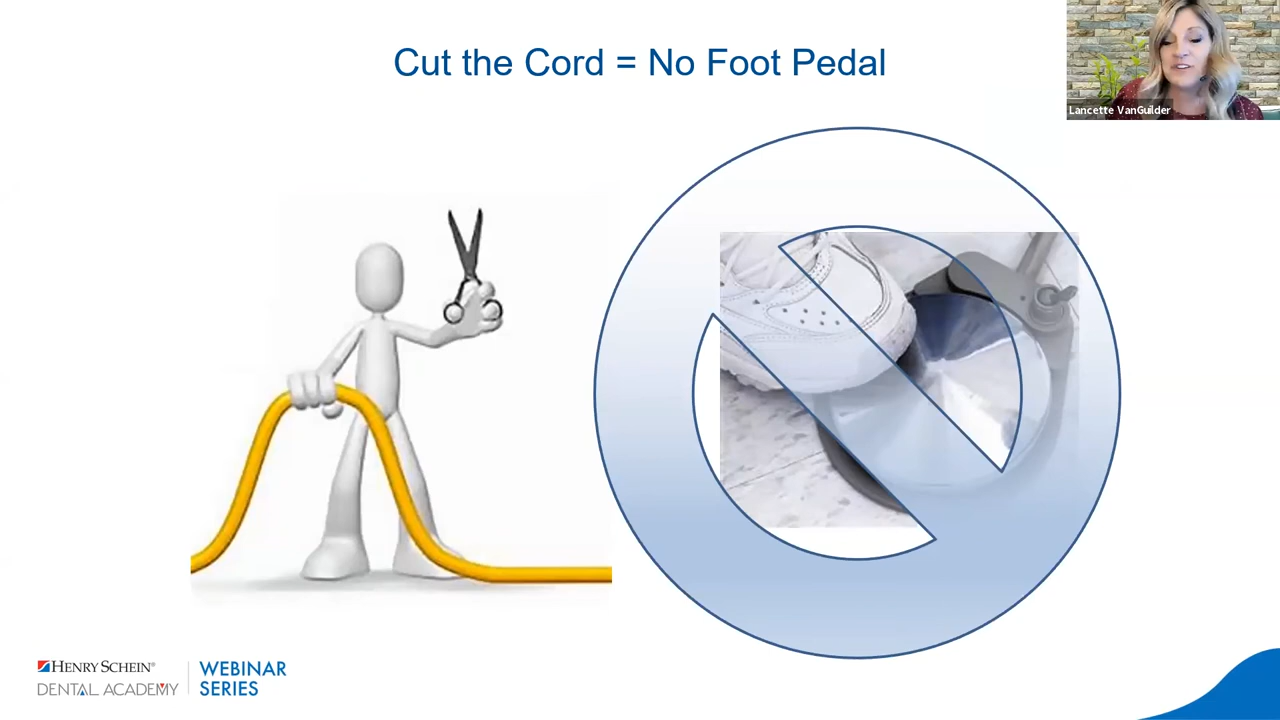 Cut the Cord = No Foot Pedal
Lancette VanGuilder
HENRY SCHEIN®
DENTAL ACADEMY
WEBINAR
SERIES